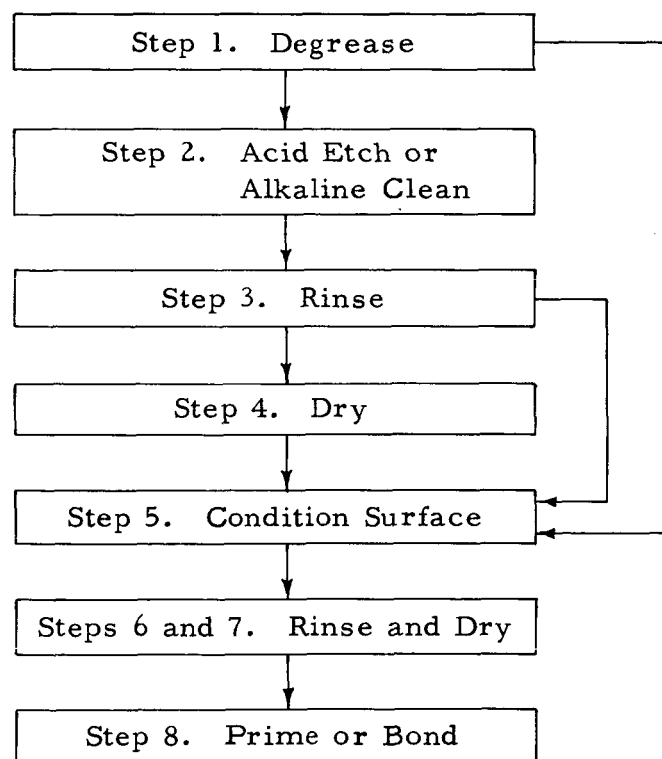 Step 1. Degrease
Step 2. Acid Etch or
Alkaline Clean
Step 3. Rinse
Step 4. Dry
Step 5. Condition Surface
Steps 6 and 7. Rinse and Dry
Step 8. Prime or Bond